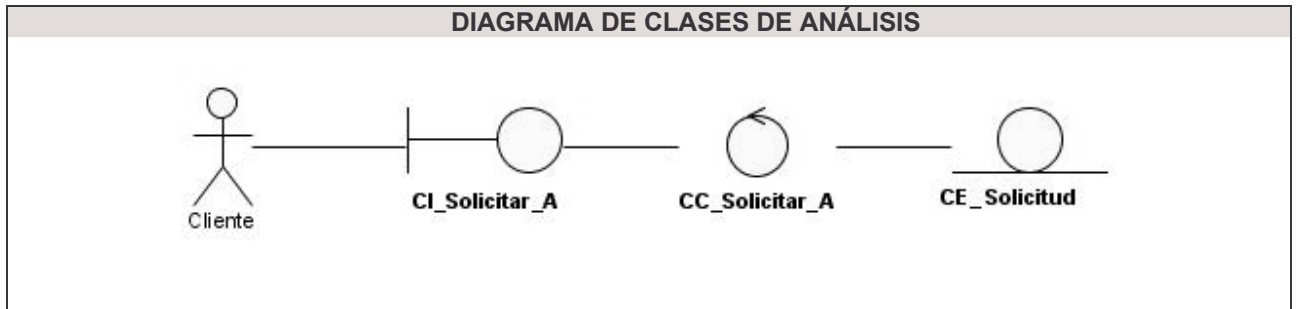 DIAGRAMA DE CLASES DE ANÁLISIS
Cliente
CI_Solicitar_A
CC_Solicitar_A
CE_Solicitud